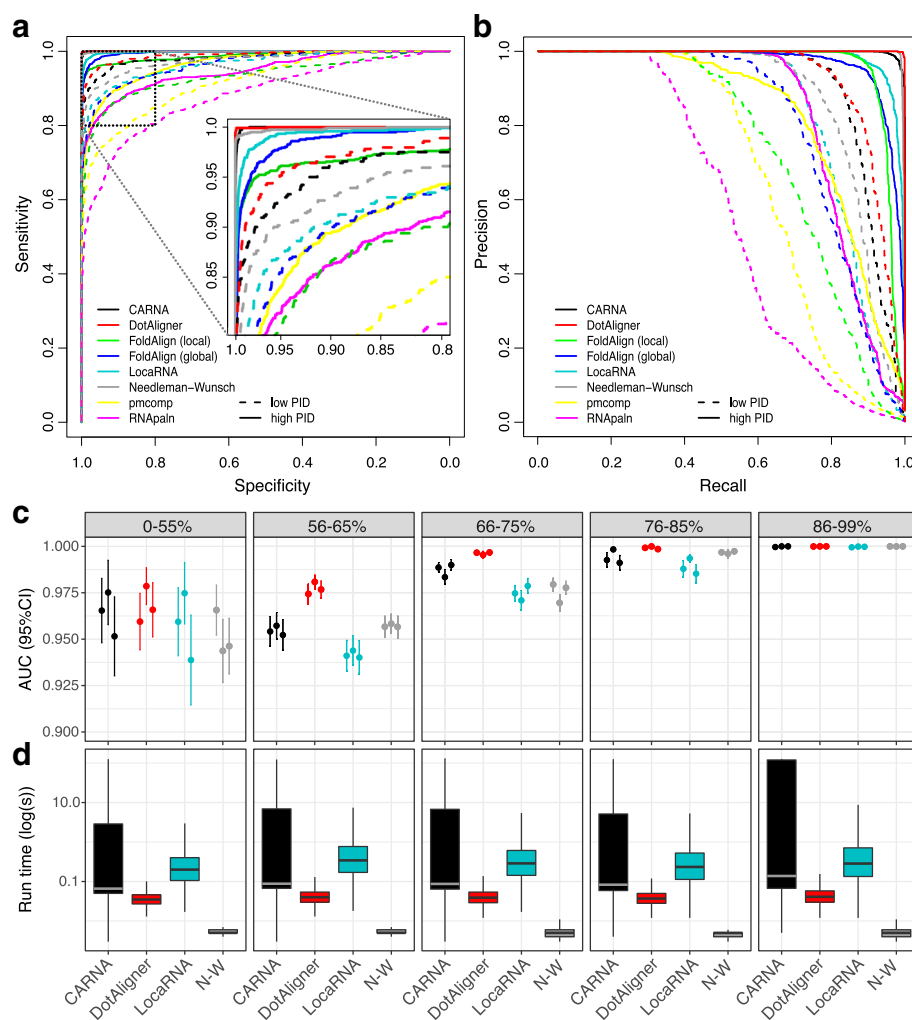 a
b
1.0
0.8
0.6
0.4
0.2
0.0
Sensitivity
1.0
0.95
0.90
0.85
1.0
0.95
0.90
0.85
0.8
CARNA
DotAligner
FoldAlign (local)
FoldAlign (global)
LocaRNA
Needleman-Wunsch
pmcomp
RNApaln
low PID
high PID
1.0
0.8
0.6
0.4
0.2
0.0
Specificity
1.0
0.8
0.6
0.4
0.2
0.0
Precision
CARNA
DotAligner
FoldAlign (local)
FoldAlign (global)
LocaRNA
Needleman-Wunsch
pmcomp
RNApaln
low PID
high PID
0.0
0.2
0.4
0.6
0.8
1.0
Recall
c
0-55%
56-65%
66-75%
76-85%
86-99%
1.000
0.975
0.950
0.925
0.900
AUC (95%CI)
d
10.0
0.1
Run time (log(s))
CARNA
DotAligner
LocaRNA
N-W
CARNA
DotAligner
LocaRNA
N-W
CARNA
DotAligner
LocaRNA
N-W
CARNA
DotAligner
LocaRNA
N-W
CARNA
DotAligner
LocaRNA
N-W